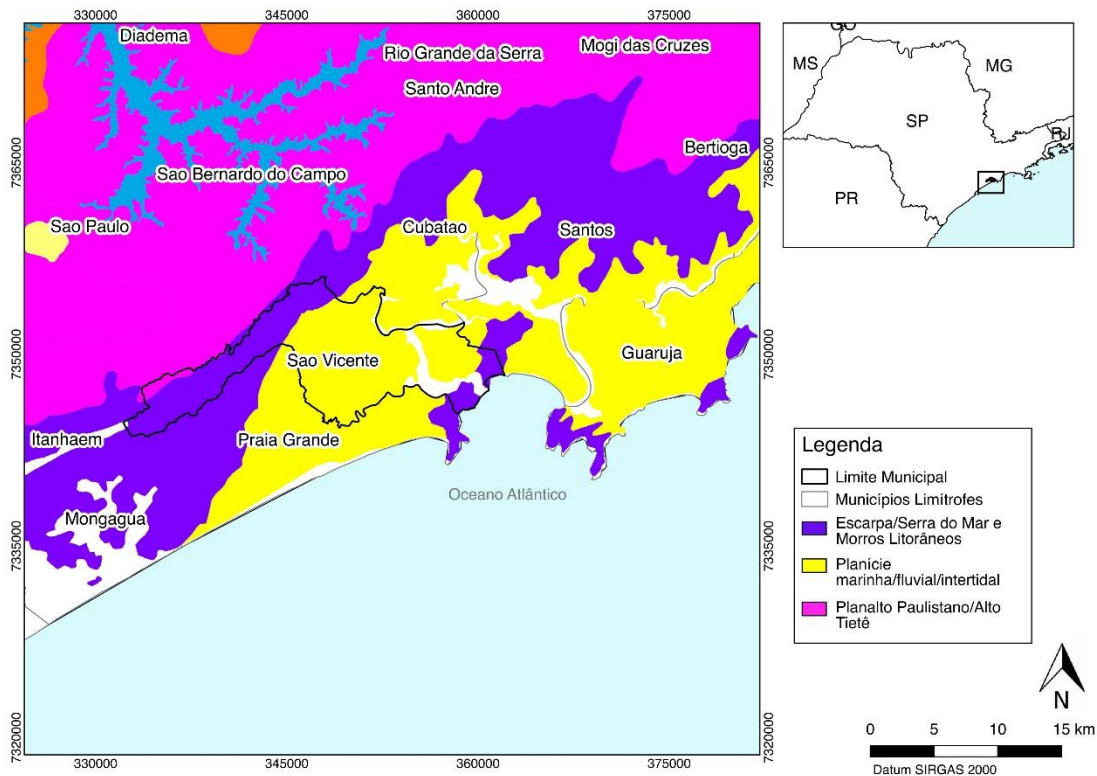 330000
345000
360000
375000
Diadema
Rio Grande da Serra
Mogi das Cruzes
Santo Andre
7365000
Bertioga
7365000
Sao Bernardo do Campo
Sao Paulo
Cubatao
Santos
7350000
Sao Vicente
Guaruja
7350000
Itanhaem
Praia Grande
Oceano Atlântico
Mongagua
7335000
7335000
7320000
7320000
330000
345000
360000
375000
GO
MS
MG
SP
RJ
PR
Legenda
Limite Municipal
Municípios Limítrofes
Escarpa/Serra do Mar e
Morros Litorâneos
Planície
marinha/fluvial/intertidal
Planalto Paulistano/Alto
Tietê
N
0 5 10 15 km
Datum SIRGAS 2000